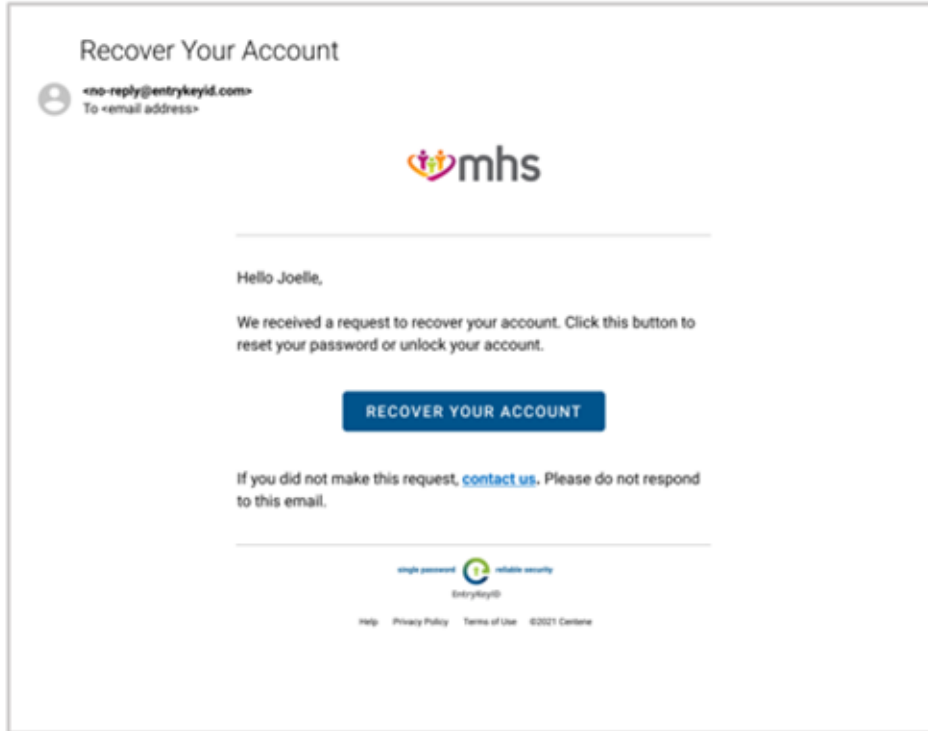 Recover Your Account
<no-reply@entrykeyid.com>
To <email address>
mhs
Hello Joelle,
We received a request to recover your account. Click this button to
reset your password or unlock your account.
RECOVER YOUR ACCOUNT
If you did not make this request, contact us. Please do not respond
to this email.
single password reliable security
EntryKeyID
Help Privacy Policy Terms of Use ©2021 Centene